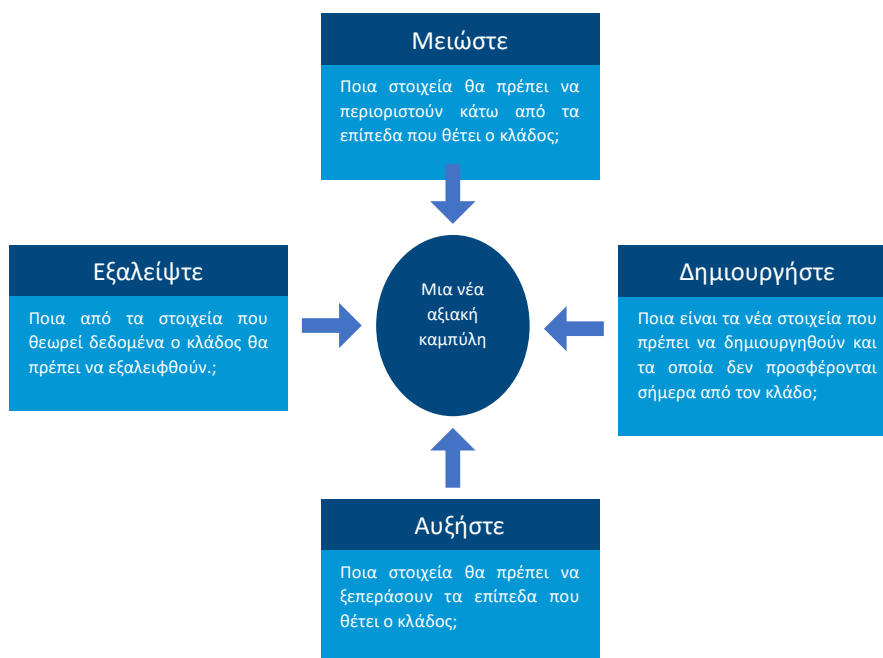 Μειώστε
Ποια στοιχεία θα πρέπει να
περιοριστούν κάτω από τα
επίπεδα που θέτει ο κλάδος;
Εξαλείψτε
Ποια από τα στοιχεία που
θεωρεί δεδομένα ο κλάδος θα
πρέπει να εξαλειφθούν.;
Μια νέα
αξιακή
καμπύλη
Δημιουργήστε
Ποια είναι τα νέα στοιχεία που
πρέπει να δημιουργηθούν και
τα οποία δεν προσφέρονται
σήμερα από τον κλάδο;
Αυξήστε
Ποια στοιχεία θα πρέπει να
ξεπεράσουν τα επίπεδα που
θέτει ο κλάδος;